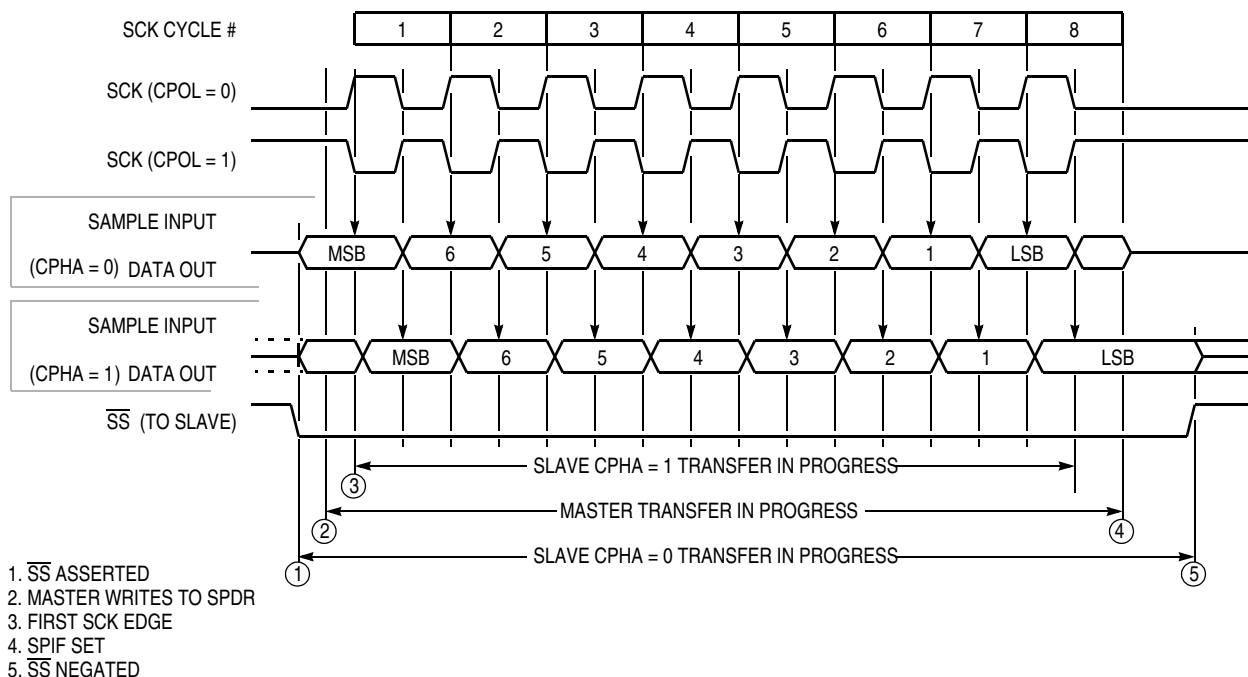 SCK CYCLE # 1 2 3 4 5 6 7 8
SCK (CPOL = 0)
SCK (CPOL = 1)
SAMPLE INPUT
MSB 6 5 4 3 2 1 LSB
(CPHA = 0) DATA OUT
SAMPLE INPUT
MSB 6 5 4 3 2 1 LSB
(CPHA = 1) DATA OUT
SS (TO SLAVE)
SLAVE CPHA = 1 TRANSFER IN PROGRESS
3
MASTER TRANSFER IN PROGRESS
2 4
SLAVE CPHA = 0 TRANSFER IN PROGRESS
1 5
1. SS ASSERTED
2. MASTER WRITES TO SPDR
3. FIRST SCK EDGE
4. SPIF SET
5. SS NEGATED